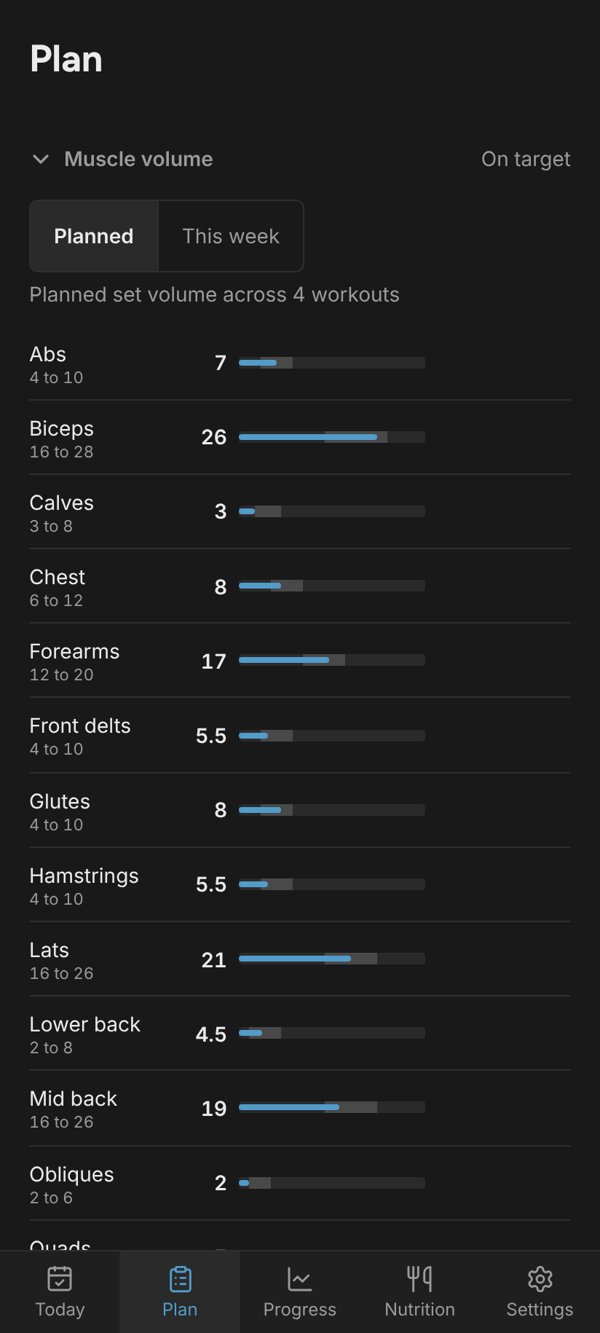 Plan
Muscle volume
On target
Planned
This week
Planned set volume across 4 workouts
Abs
7
4 to 10
Biceps
26
16 to 28
Calves
3
3 to 8
Chest
8
6 to 12
Forearms
17
12 to 20
Front delts
5.5
4 to 10
Glutes
8
4 to 10
Hamstrings
5.5
4 to 10
Lats
21
16 to 26
Lower back
4.5
2 to 8
Mid back
19
16 to 26
Obliques
2
2 to 6
Quads
Today
Plan
Progress
Nutrition
Settings